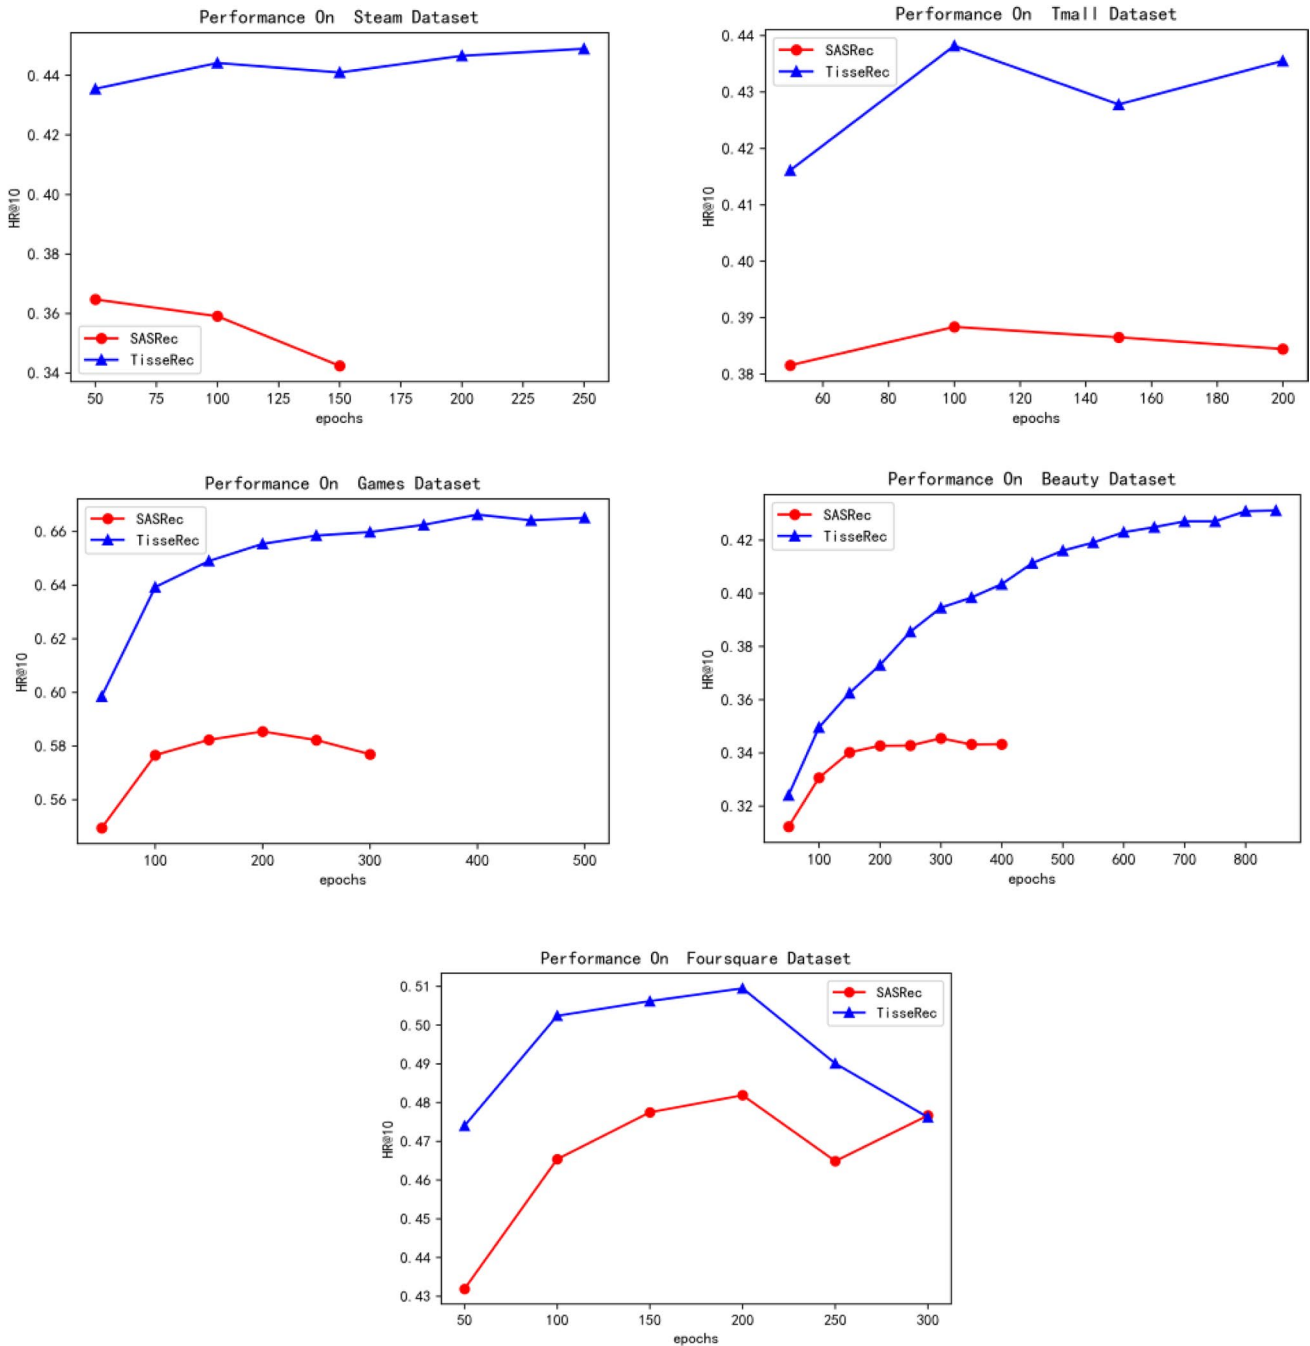 Performance On  Steam Dataset
HR@10
0.44
0.42
0.40
0.38
0.36
0.34
SASRec
TisseRec
50 75 100 125 150 175 200 225 250
epochs
Performance On  Tmall Dataset
HR@10
0.44
0.43
0.42
0.41
0.40
0.39
0.38
SASRec
TisseRec
60 80 100 120 140 160 180 200
epochs
Performance On  Games Dataset
HR@10
0.66
0.64
0.62
0.60
0.58
0.56
SASRec
TisseRec
100 200 300 400 500
epochs
Performance On  Beauty Dataset
HR@10
0.42
0.40
0.38
0.36
0.34
0.32
SASRec
TisseRec
100 200 300 400 500 600 700 800
epochs
Performance On  Foursquare Dataset
HR@10
0.51
0.50
0.49
0.48
0.47
0.46
0.45
0.44
0.43
SASRec
TisseRec
50 100 150 200 250 300
epochs